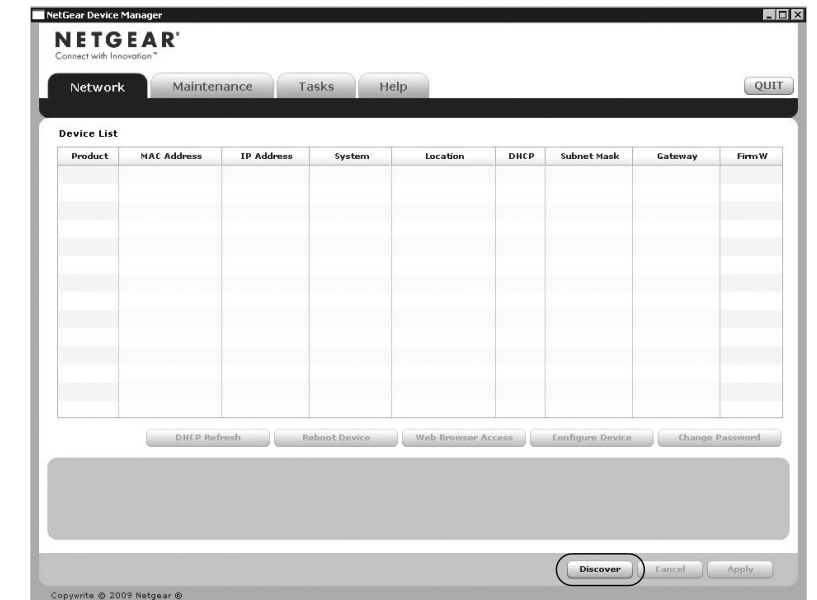 NetGear Device Manager
NETGEAR®
Connect with Innovation™
Network Maintenance Tasks Help QUIT
Device List
Product MAC Address IP Address System Location DHCP Subnet Mask Gateway FirmW
DHCP Refresh Reboot Device Web Browser Access Configure Device Change Password
Discover Cancel Apply
Copywrite © 2009 Netgear ®